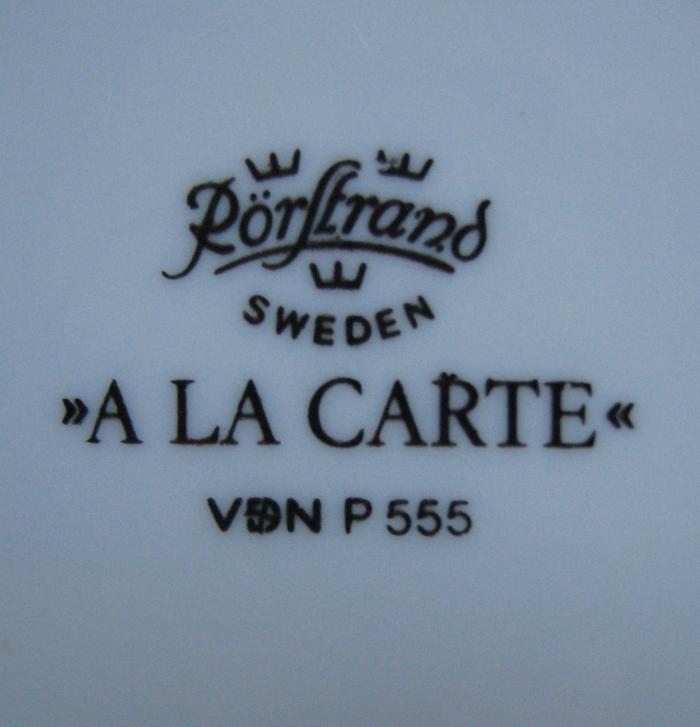 Rörstrand
SWEDEN
»A LA CARTE«
VDN P 555